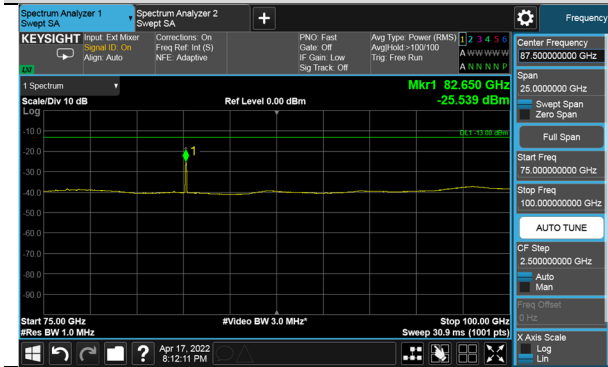 Spectrum Analyzer 1
Swept SA
Spectrum Analyzer 2
Swept SA
+
Frequency
KEYSIGHT
Input: Ext Mixer
Signal ID: On
Align: Auto
Corrections: On
Freq Ref: Int (S)
NFE: Adaptive
PNO: Fast
Gate: Off
IF Gain: Low
Sig Track: Off
Avg Type: Power (RMS)
Avg|Hold:>100/100
Trig: Free Run
1 2 3 4 5 6
A W W W W W
A N N N N P
1 Spectrum
Scale/Div 10 dB
Log
Ref Level 0.00 dBm
Mkr1 82.650 GHz
-25.539 dBm
DL1 -13.00 dBm
1
-10.0
-20.0
-30.0
-40.0
-50.0
-60.0
-70.0
-80.0
-90.0
Start 75.00 GHz
#Res BW 1.0 MHz
#Video BW 3.0 MHz*
Stop 100.00 GHz
Sweep 30.9 ms (1001 pts)
Center Frequency
87.500000000 GHz
Span
25.0000000 GHz
Swept Span
Zero Span
Full Span
Start Freq
75.000000000 GHz
Stop Freq
100.000000000 GHz
AUTO TUNE
CF Step
2.500000000 GHz
Auto
Man
Freq Offset
0 Hz
X Axis Scale
Log
Lin
?
Apr 17, 2022
8:12:11 PM